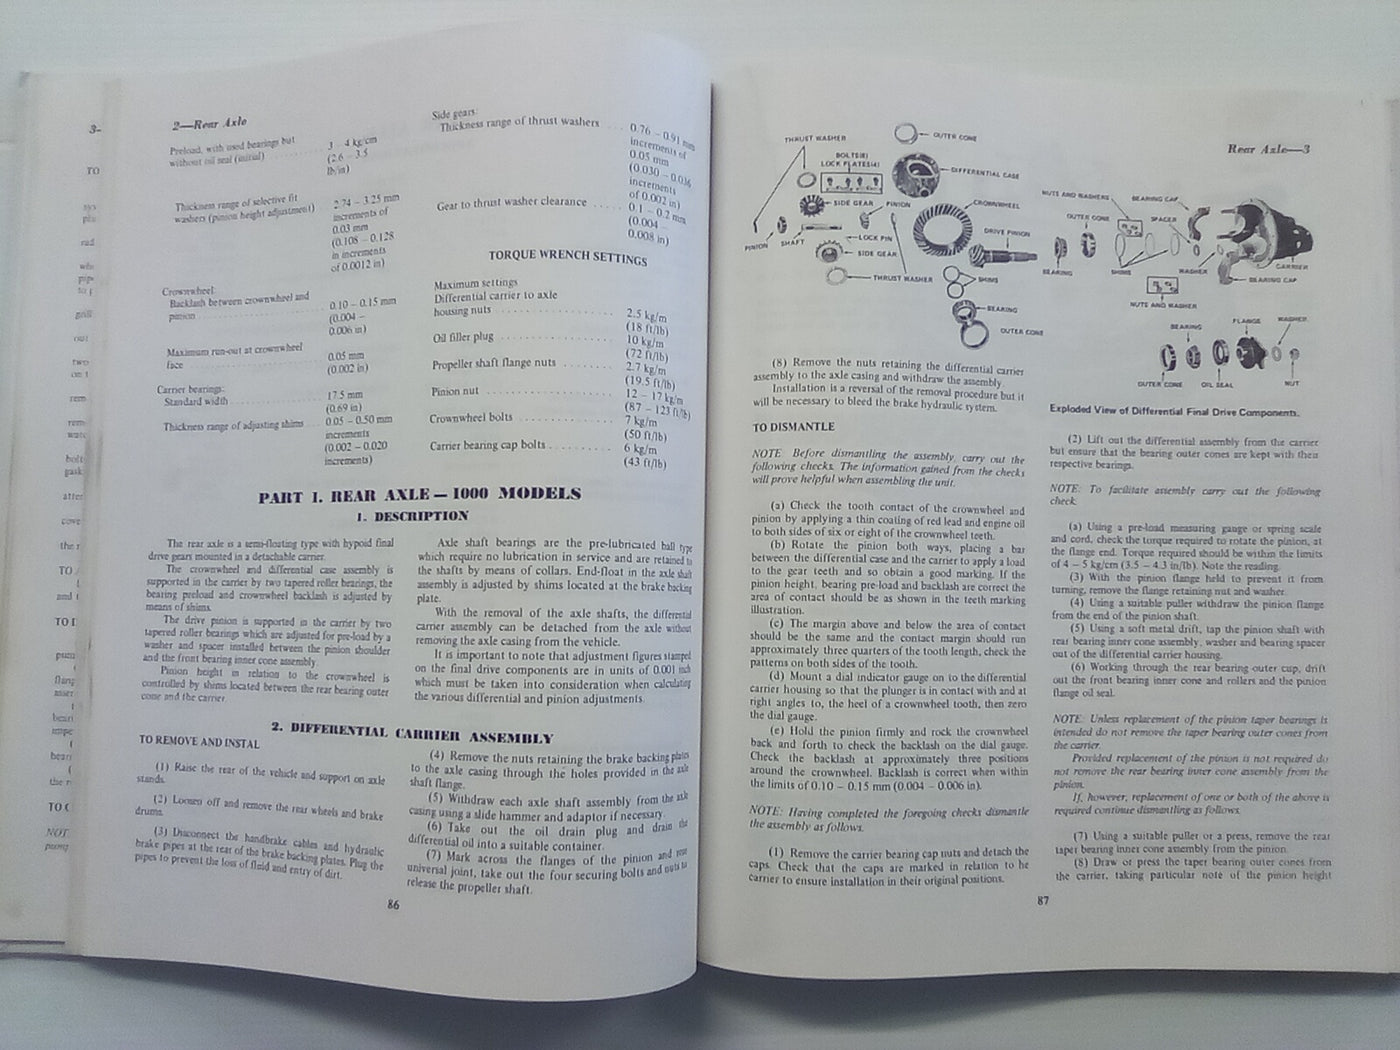 3-
TO
2—Rear Axle
Preload, with used bearings but
without oil seal (initial)
3 – 4 kg/cm
(2.6 – 3.5
lb/in)
Thickness range of selective fit
washers (pinion height adjustment)
2.74 – 3.25 mm
increments of
0.03 mm
(0.108 – 0.128
in increments
of 0.0012 in)
Crownwheel:
Backlash between crownwheel and
pinion
0.10 – 0.15 mm
(0.004 –
0.006 in)
Maximum run-out at crownwheel
face
0.05 mm
(0.002 in)
Carrier bearings:
Standard width
17.5 mm
(0.69 in)
Thickness range of adjusting shims
0.05 – 0.50 mm
increments
(0.002 – 0.020
increments)
Side gears:
Thickness range of thrust washers
0.76 – 0.91 mm
increments of
0.05 mm
(0.030 – 0.036
increments
of 0.002 in)
Gear to thrust washer clearance
0.1 – 0.2 mm
(0.004 –
0.008 in)
TORQUE WRENCH SETTINGS
Maximum settings
Differential carrier to axle
housing nuts
2.5 kg/m
(18 ft/lb)
Oil filler plug
10 kg/m
(72 ft/lb)
Propeller shaft flange nuts
2.7 kg/m
(19.5 ft/lb)
Pinion nut
12 – 17 kg/m
(87 – 123 ft/lb)
Crownwheel bolts
7 kg/m
(50 ft/lb)
Carrier bearing cap bolts
6 kg/m
(43 ft/lb)
PART 1. REAR AXLE — 1000 MODELS
1. DESCRIPTION
The rear axle is a semi-floating type with hypoid final
drive gears mounted in a detachable carrier.
The crownwheel and differential case assembly is
supported in the carrier by two tapered roller bearings, the
bearing preload and crownwheel backlash is adjusted by
means of shims.
The drive pinion is supported in the carrier by two
tapered roller bearings which are adjusted for pre-load by a
washer and spacer installed between the pinion shoulder
and the front bearing inner cone assembly.
Pinion height in relation to the crownwheel is
controlled by shims located between the rear bearing outer
cone and the carrier.
Axle shaft bearings are the pre-lubricated ball type
which require no lubrication in service and are retained to
the shafts by means of collars. End-float in the axle shaft
assembly is adjusted by shims located at the brake backing
plate.
With the removal of the axle shafts, the differential
carrier assembly can be detached from the axle without
removing the axle casing from the vehicle.
It is important to note that adjustment figures stamped
on the final drive components are in units of 0.001 inch
which must be taken into consideration when calculating
the various differential and pinion adjustments.
2. DIFFERENTIAL CARRIER ASSEMBLY
TO REMOVE AND INSTAL
(1) Raise the rear of the vehicle and support on axle
stands.
(2) Loosen off and remove the rear wheels and brake
drums.
(3) Disconnect the handbrake cables and hydraulic
brake pipes at the rear of the brake backing plates. Plug the
pipes to prevent the loss of fluid and entry of dirt.
(4) Remove the nuts retaining the brake backing plates
to the axle casing through the holes provided in the axle
shaft flange.
(5) Withdraw each axle shaft assembly from the axle
casing using a slide hammer and adaptor if necessary.
(6) Take out the oil drain plug and drain the
differential oil into a suitable container.
(7) Mark across the flanges of the pinion and rear
universal joint, take out the four securing bolts and nuts to
release the propeller shaft.
86
Rear Axle—3
THRUST WASHER
OUTER CONE
BOLTS(8)
LOCK PLATES(4)
DIFFERENTIAL CASE
SIDE GEAR
PINION
CROWNWHEEL
DRIVE PINION
PINION
SHAFT
LOCK PIN
SIDE GEAR
THRUST WASHER
SHIMS
BEARING
OUTER CONE
NUTS AND WASHERS
BEARING CAP
OUTER CONE
SPACER
BEARING
SHIMS
WASHER
CARRIER
BEARING CAP
NUTS AND WASHER
BEARING
FLANGE
WASHER
OUTER CONE
OIL SEAL
NUT
Exploded View of Differential Final Drive Components.
(8) Remove the nuts retaining the differential carrier
assembly to the axle casing and withdraw the assembly.
Installation is a reversal of the removal procedure but it
will be necessary to bleed the brake hydraulic system.
TO DISMANTLE
NOTE: Before dismantling the assembly, carry out the
following checks. The information gained from the checks
will prove helpful when assembling the unit.
(a) Check the tooth contact of the crownwheel and
pinion by applying a thin coating of red lead and engine oil
to both sides of six or eight of the crownwheel teeth.
(b) Rotate the pinion both ways, placing a bar
between the differential case and the carrier to apply a load
to the gear teeth and so obtain a good marking. If the
pinion height, bearing pre-load and backlash are correct the
area of contact should be as shown in the teeth marking
illustration.
(c) The margin above and below the area of contact
should be the same and the contact margin should run
approximately three quarters of the tooth length, check the
patterns on both sides of the tooth.
(d) Mount a dial indicator gauge on to the differential
carrier housing so that the plunger is in contact with and at
right angles to, the heel of a crownwheel tooth, then zero
the dial gauge.
(e) Hold the pinion firmly and rock the crownwheel
back and forth to check the backlash on the dial gauge.
Check the backlash at approximately three positions
around the crownwheel. Backlash is correct when within
the limits of 0.10 – 0.15 mm (0.004 – 0.006 in).
NOTE: Having completed the foregoing checks dismantle
the assembly as follows.
(1) Remove the carrier bearing cap nuts and detach the
caps. Check that the caps are marked in relation to the
carrier to ensure installation in their original positions.
(2) Lift out the differential assembly from the carrier
but ensure that the bearing outer cones are kept with their
respective bearings.
NOTE: To facilitate assembly carry out the following
check.
(a) Using a pre-load measuring gauge or spring scale
and cord, check the torque required to rotate the pinion, at
the flange end. Torque required should be within the limits
of 4 – 5 kg/cm (3.5 – 4.3 in/lb). Note the reading.
(3) With the pinion flange held to prevent it from
turning, remove the flange retaining nut and washer.
(4) Using a suitable puller withdraw the pinion flange
from the end of the pinion shaft.
(5) Using a soft metal drift, tap the pinion shaft with
rear bearing inner cone assembly, washer and bearing spacer
out of the differential carrier housing.
(6) Working through the rear bearing outer cup, drift
out the front bearing inner cone and rollers and the pinion
flange oil seal.
NOTE: Unless replacement of the pinion taper bearings is
intended do not remove the taper bearing outer cones from
the carrier.
Provided replacement of the pinion is not required do
not remove the rear bearing inner cone assembly from the
pinion.
If, however, replacement of one or both of the above is
required continue dismantling as follows.
(7) Using a suitable puller or a press, remove the rear
taper bearing inner cone assembly from the pinion.
(8) Draw or press the taper bearing outer cones from
the carrier, taking particular note of the pinion height
87